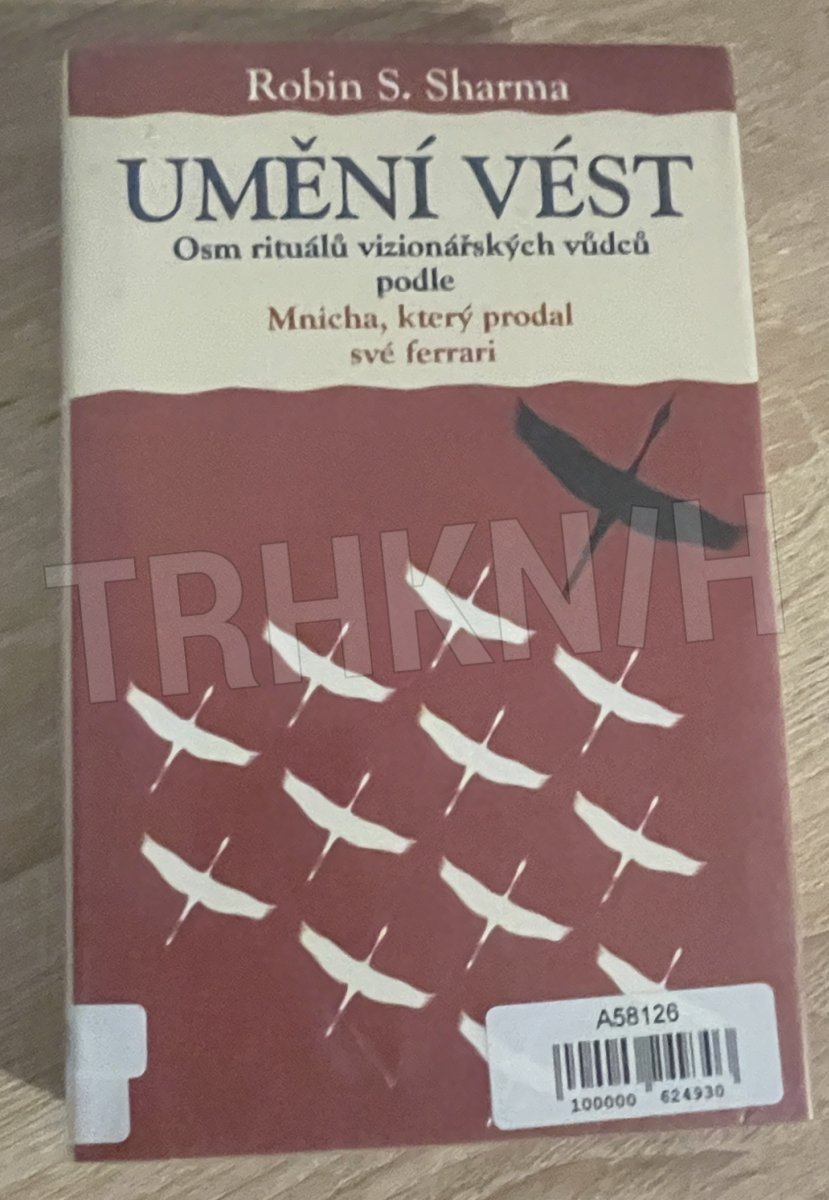 Robin S. Sharma
UMĚNÍ VÉST
Osm rituálů vizionářských vůdců
podle
Mnicha, který prodal
své ferrari
TRHKNIH
A58126
100000 624930